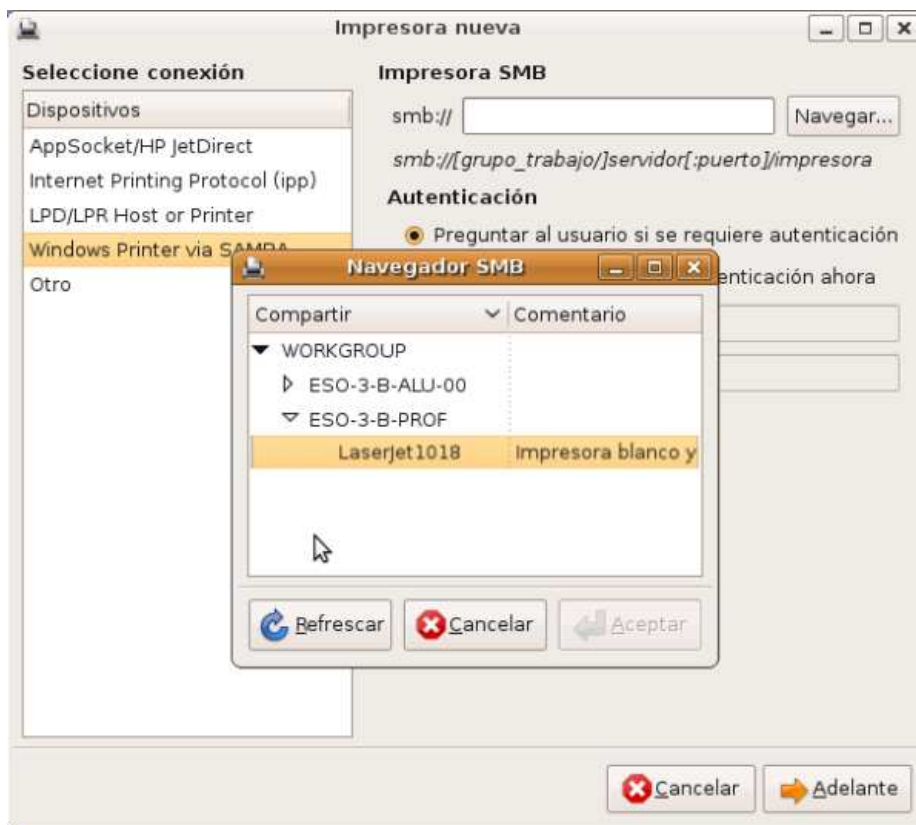 Impresora nueva
Seleccione conexión
Dispositivos
AppSocket/HP JetDirect
Internet Printing Protocol (ipp)
LPD/LPR Host or Printer
Windows Printer via SAMBA
Otro
Impresora SMB
smb:// Navegar...
smb://[grupo_trabajo/]servidor[:puerto]/impresora
Autenticación
Preguntar al usuario si se requiere autenticación
enticación ahora
Navegador SMB
Compartir Comentario
WORKGROUP
ESO-3-B-ALU-00
ESO-3-B-PROF
LaserJet1018 Impresora blanco y
Refrescar Cancelar Aceptar
Cancelar Adelante